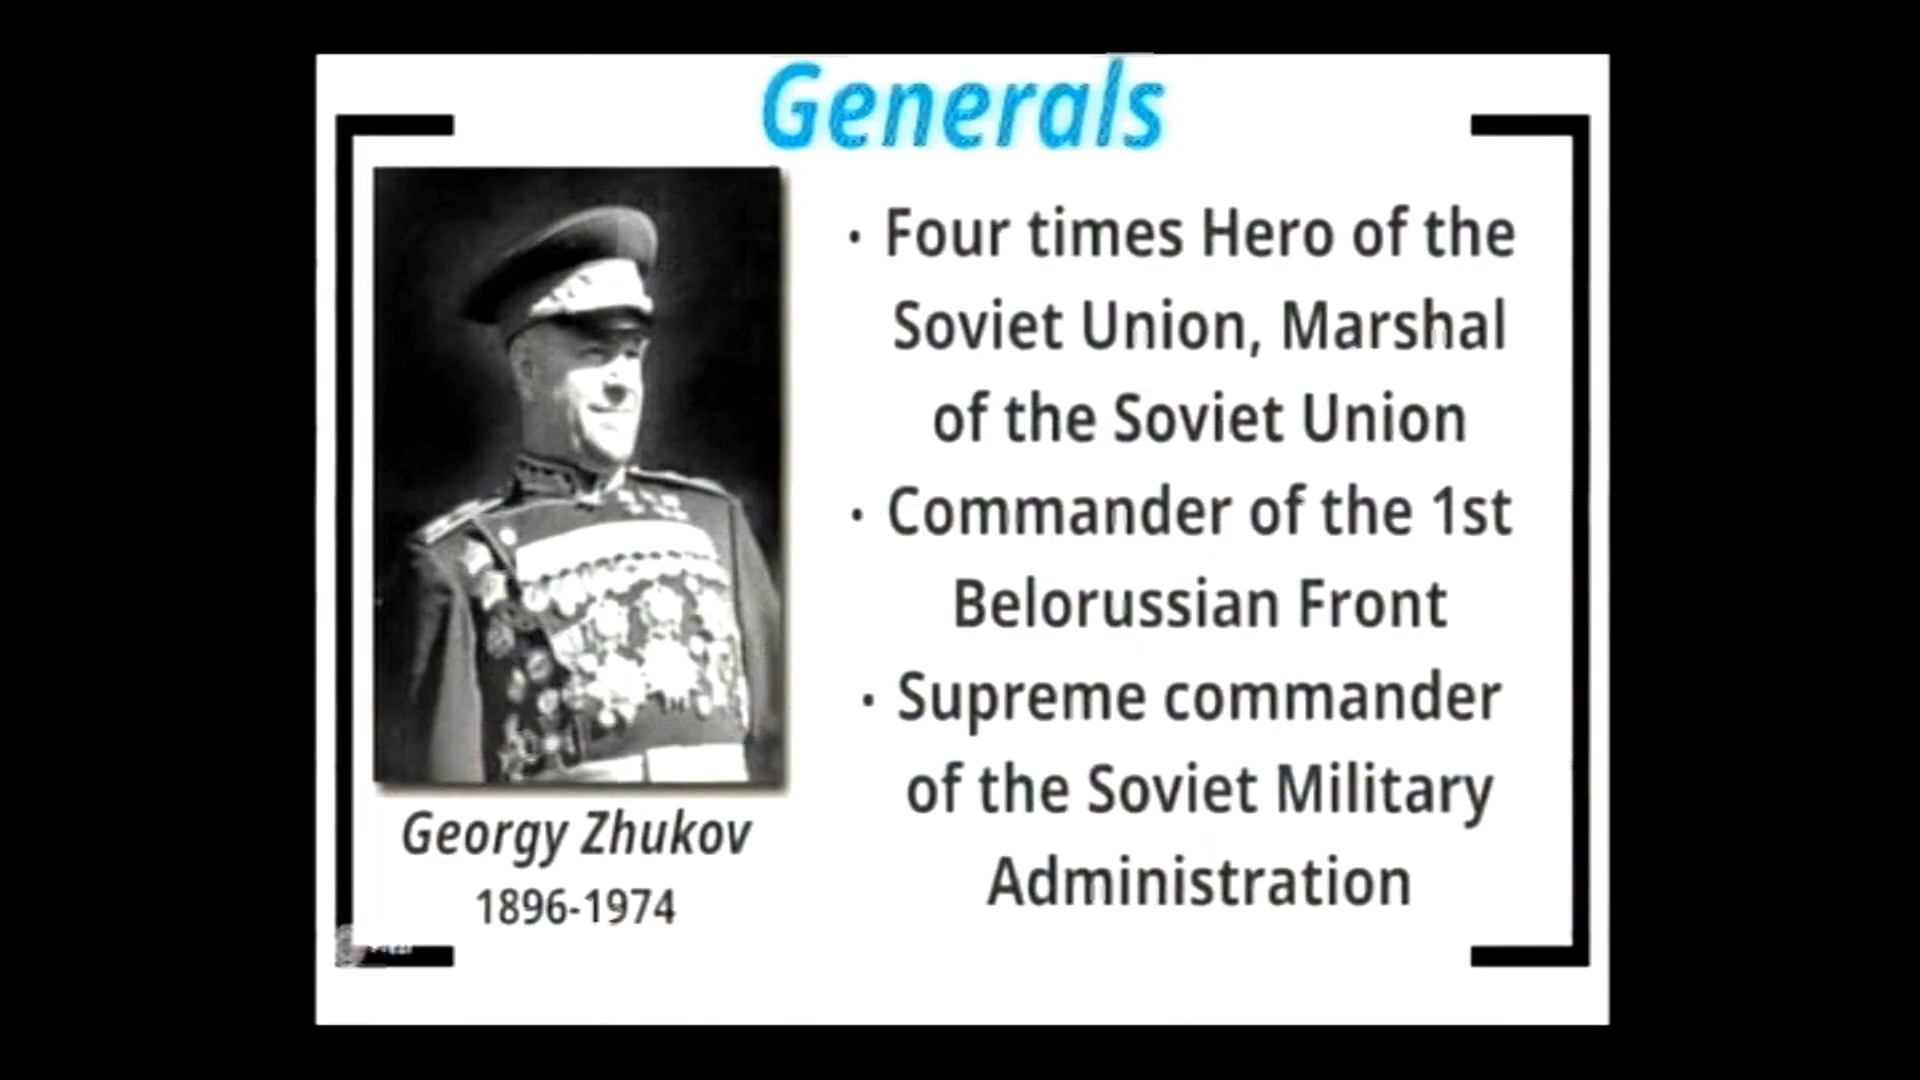 Generals
· Four times Hero of the
Soviet Union, Marshal
of the Soviet Union
· Commander of the 1st
Belorussian Front
· Supreme commander
of the Soviet Military
Administration
Georgy Zhukov
1896-1974